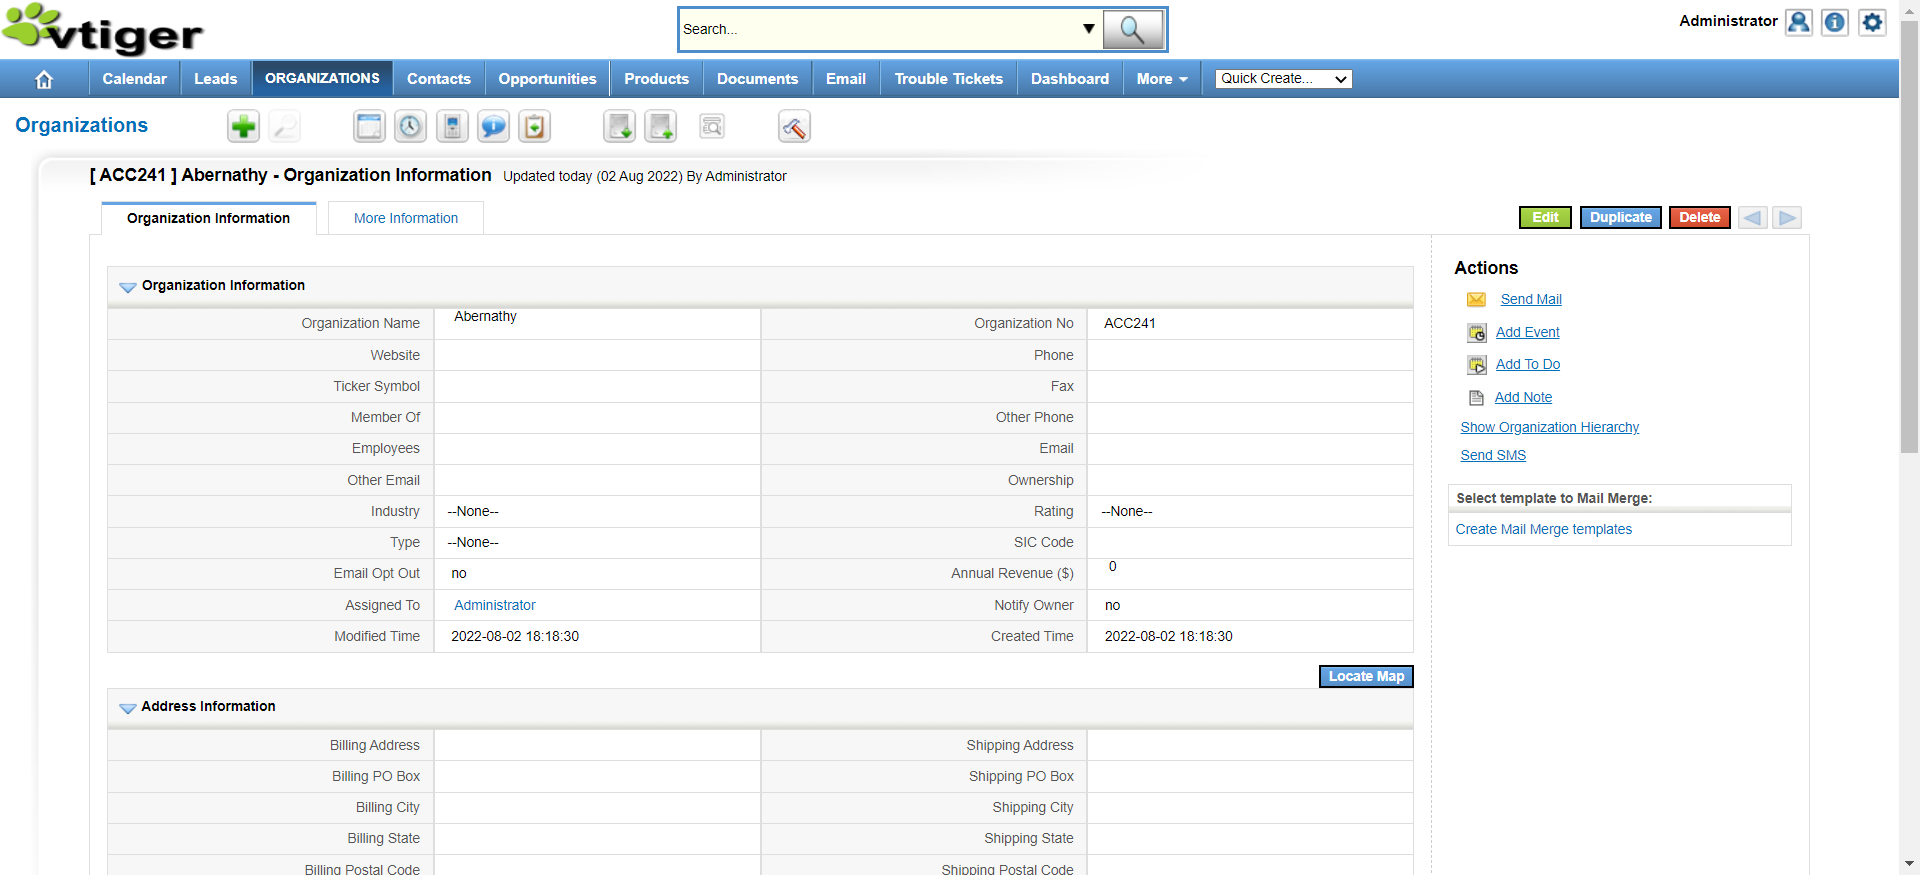 vtiger
Search...
Administrator
Calendar
Leads
ORGANIZATIONS
Contacts
Opportunities
Products
Documents
Email
Trouble Tickets
Dashboard
More
Quick Create...
Organizations
[ ACC241 ] Abernathy - Organization Information Updated today (02 Aug 2022) By Administrator
Organization Information
More Information
Edit
Duplicate
Delete
Organization Information
Organization Name Abernathy Organization No ACC241
Website Phone
Ticker Symbol Fax
Member Of Other Phone
Employees Email
Other Email Ownership
Industry --None-- Rating --None--
Type --None-- SIC Code
Email Opt Out no Annual Revenue ($) 0
Assigned To Administrator Notify Owner no
Modified Time 2022-08-02 18:18:30 Created Time 2022-08-02 18:18:30
Locate Map
Address Information
Billing Address Shipping Address
Billing PO Box Shipping PO Box
Billing City Shipping City
Billing State Shipping State
Billing Postal Code Shipping Postal Code
Actions
Send Mail
Add Event
Add To Do
Add Note
Show Organization Hierarchy
Send SMS
Select template to Mail Merge:
Create Mail Merge templates